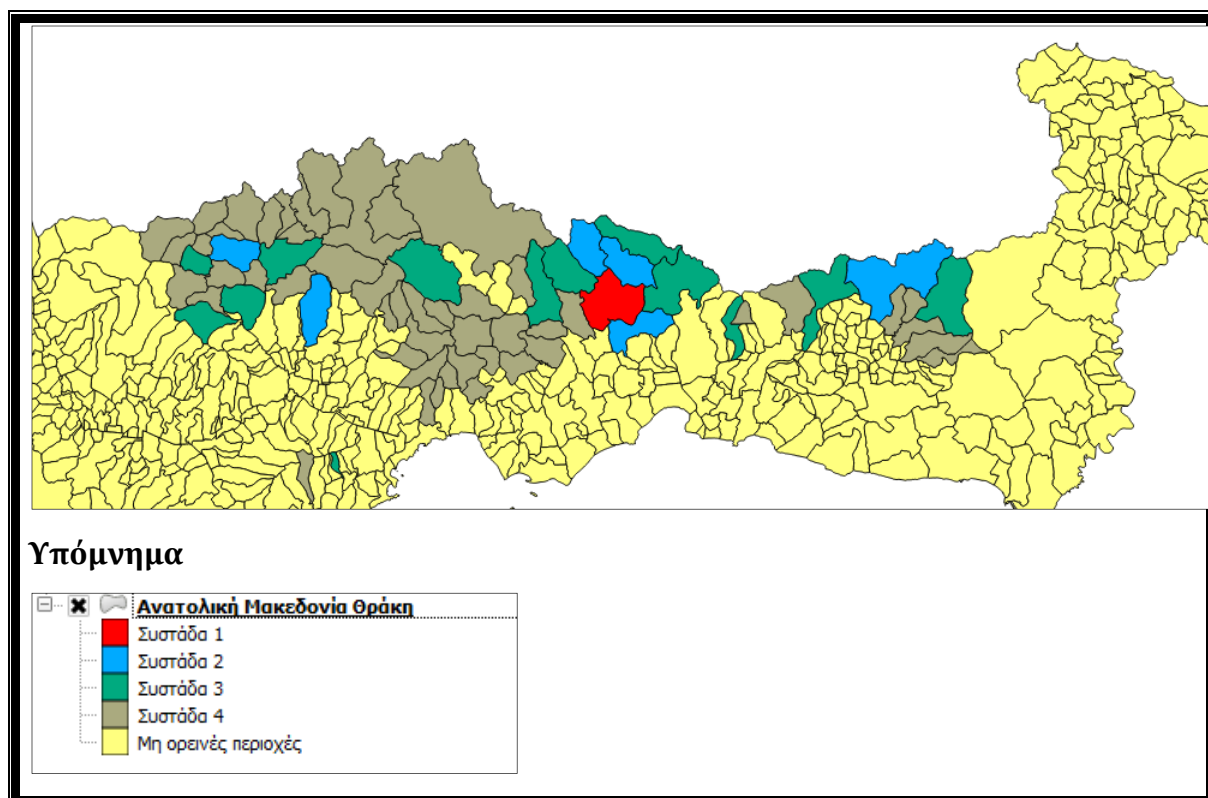 Υπόμνημα
Ανατολική Μακεδονία Θράκη
Συστάδα 1
Συστάδα 2
Συστάδα 3
Συστάδα 4
Μη ορεινές περιοχές